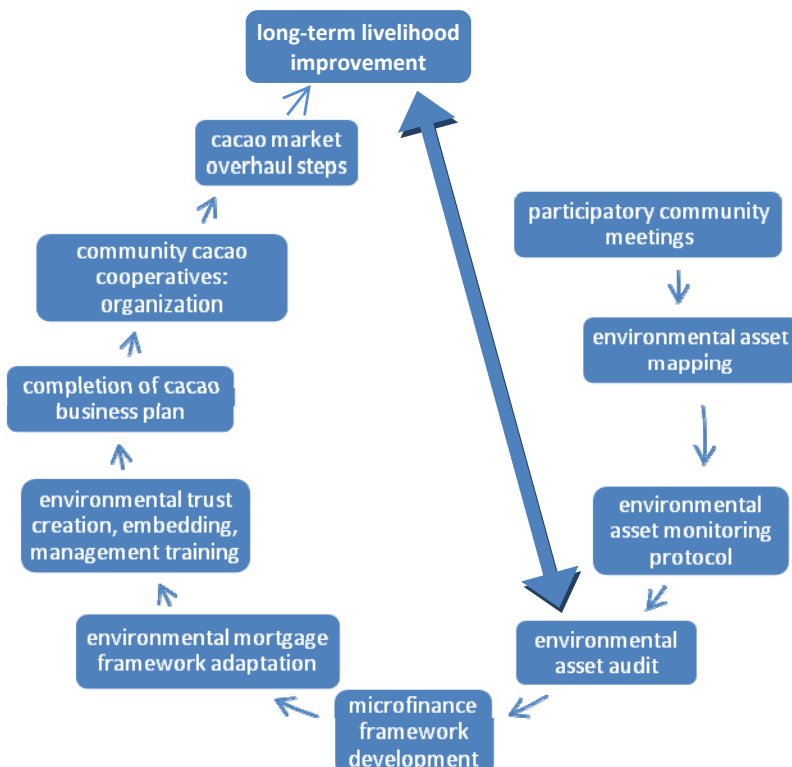 long-term livelihood
improvement
cacao market
overhaul steps
participatory community
meetings
community cacao
cooperatives:
organization
environmental asset
mapping
completion of cacao
business plan
environmental trust
creation, embedding,
management training
environmental
asset monitoring
protocol
environmental mortgage
framework adaptation
environmental
asset audit
microfinance
framework
development